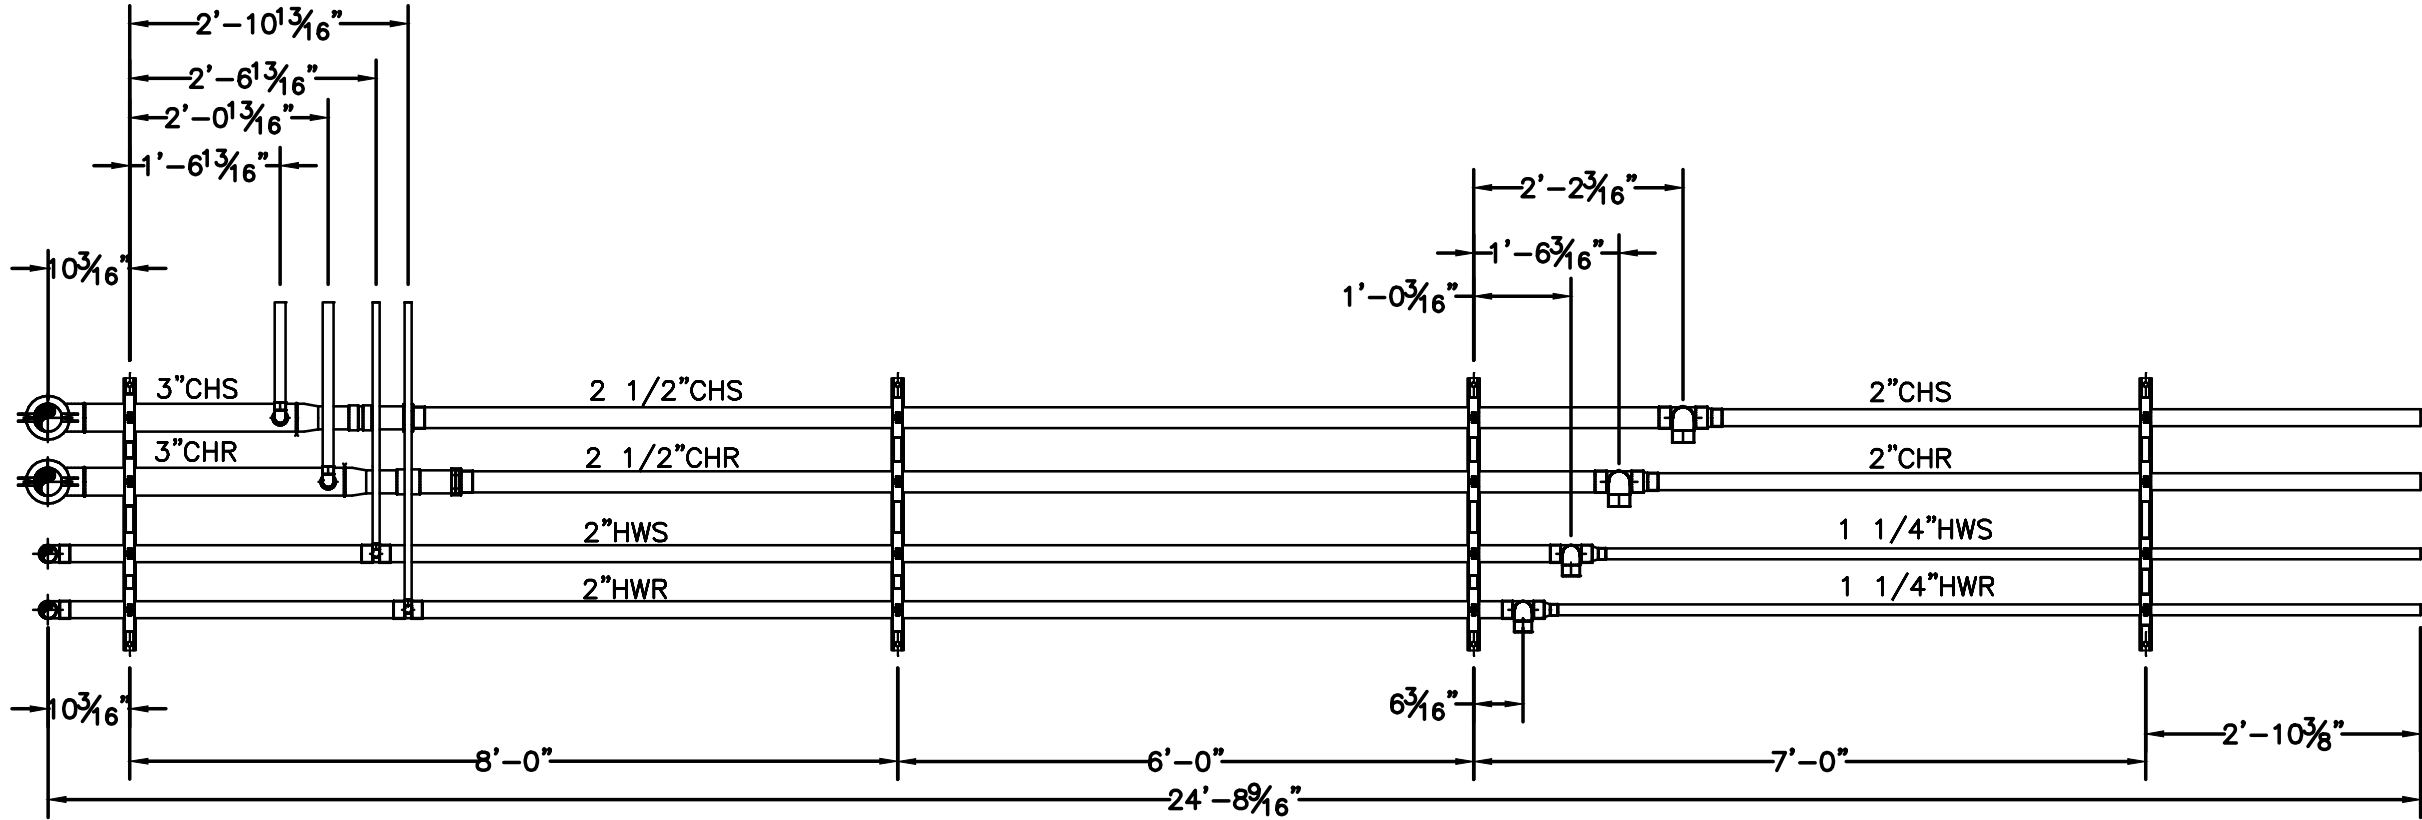 2'-10 13/16"
2'-6 13/16"
2'-0 13/16"
1'-6 13/16"
2'-2 3/16"
1'-6 3/16"
10 3/16"
1'-0 3/16"
3"CHS
2 1/2"CHS
2"CHS
3"CHR
2 1/2"CHR
2"CHR
2"HWS
1 1/4"HWS
2"HWR
1 1/4"HWR
10 3/16"
6 3/16"
2'-10 3/8"
8'-0"
6'-0"
7'-0"
24'-8 9/16"